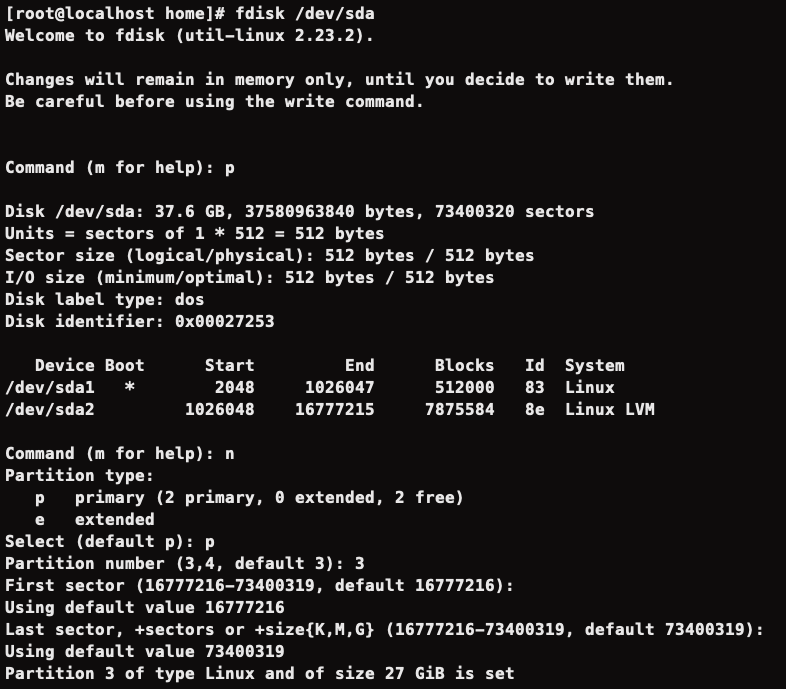 [root@localhost home]# fdisk /dev/sda
Welcome to fdisk (util-linux 2.23.2).

Changes will remain in memory only, until you decide to write them.
Be careful before using the write command.


Command (m for help): p

Disk /dev/sda: 37.6 GB, 37580963840 bytes, 73400320 sectors
Units = sectors of 1 * 512 = 512 bytes
Sector size (logical/physical): 512 bytes / 512 bytes
I/O size (minimum/optimal): 512 bytes / 512 bytes
Disk label type: dos
Disk identifier: 0x00027253

   Device Boot      Start         End      Blocks   Id  System
/dev/sda1   *        2048     1026047      512000   83  Linux
/dev/sda2         1026048    16777215     7875584   8e  Linux LVM

Command (m for help): n
Partition type:
   p   primary (2 primary, 0 extended, 2 free)
   e   extended
Select (default p): p
Partition number (3,4, default 3): 3
First sector (16777216-73400319, default 16777216):
Using default value 16777216
Last sector, +sectors or +size{K,M,G} (16777216-73400319, default 73400319):
Using default value 73400319
Partition 3 of type Linux and of size 27 GiB is set